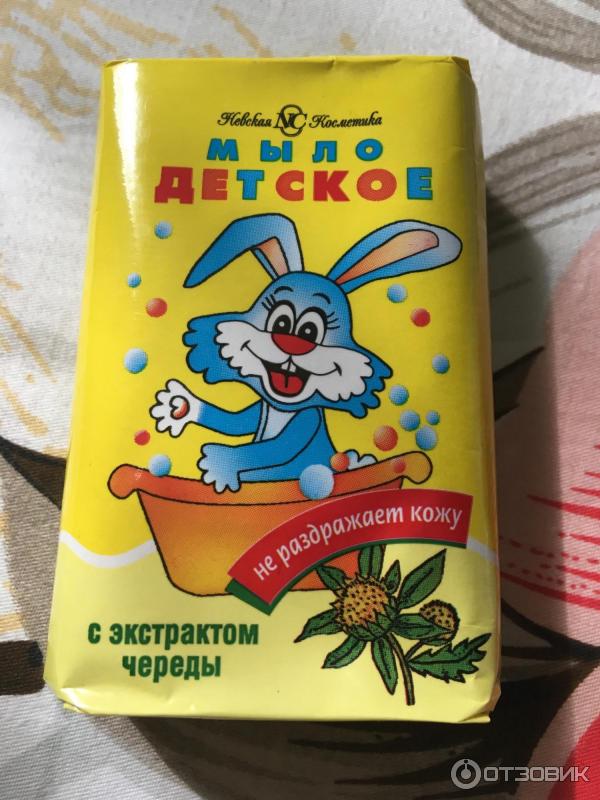 Невская NC Косметика
МЫЛО
ДЕТСКОЕ
не раздражает кожу
с экстрактом
череды
ОТЗОВИК